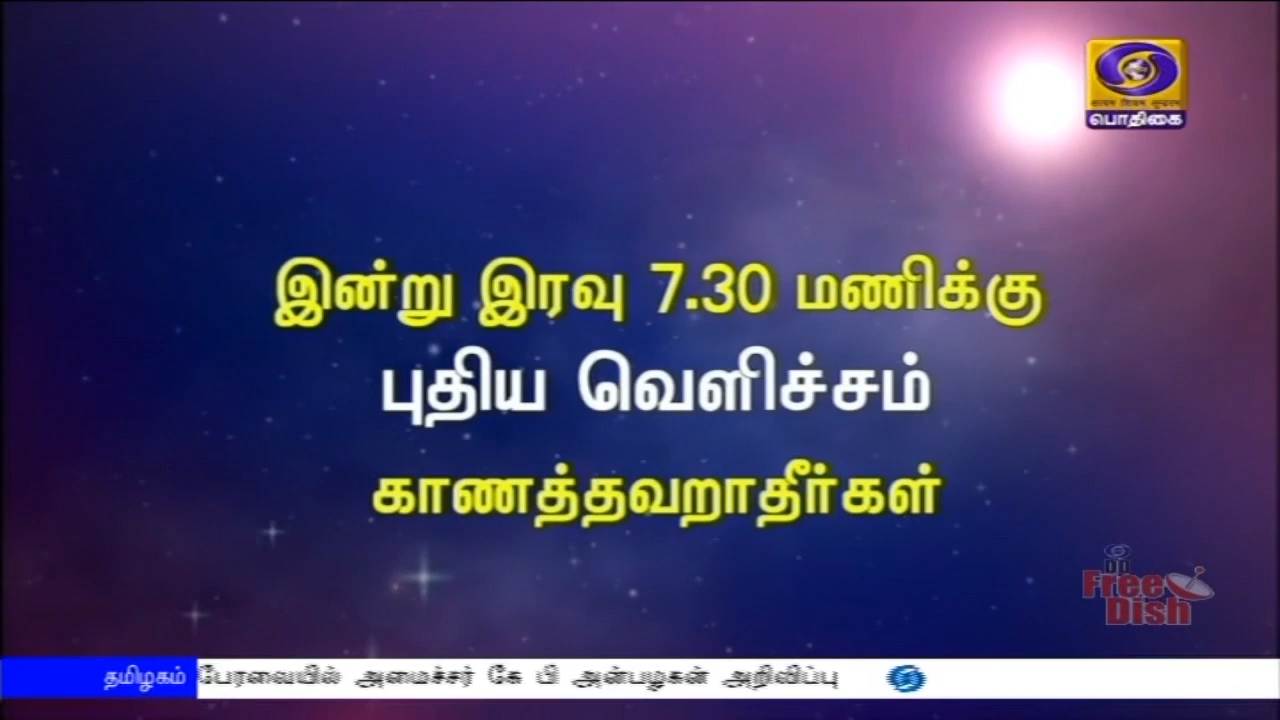 பொதிகை
இன்று இரவு 7.30 மணிக்கு
புதிய வெளிச்சம்
காணத்தவறாதீர்கள்
DD
Free
Dish
தமிழகம் பேரவையில் அமைச்சர் கே பி அன்பழகன் அறிவிப்பு